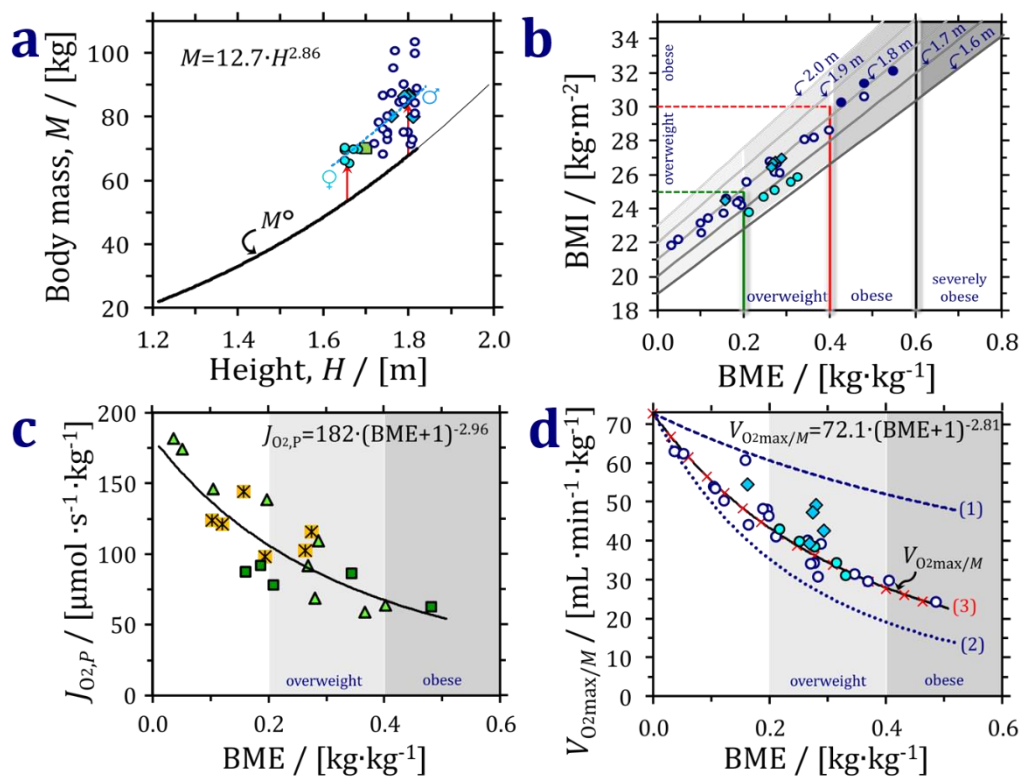 a
M=12.7·H^2.86
Body mass, M / [kg]
100
80
60
40
20
♂
♀
M°
1.2 1.4 1.6 1.8 2.0
Height, H / [m]
b
BMI / [kg·m^-2]
34
32
30
28
26
24
22
20
18
obese
overweight
2.0 m
1.9 m
1.8 m
1.7 m
1.6 m
overweight
obese
severely
obese
0.0 0.2 0.4 0.6 0.8
BME / [kg·kg^-1]
c
J_O2,P=182·(BME+1)^-2.96
J_O2,P / [µmol·s^-1·kg^-1]
200
150
100
50
0
overweight
obese
0.0 0.2 0.4 0.6
BME / [kg·kg^-1]
d
V_O2max/M=72.1·(BME+1)^-2.81
V_O2max/M / [mL·min^-1·kg^-1]
70
60
50
40
30
20
10
0
(1)
V_O2max/M
(3)
(2)
overweight
obese
0.0 0.2 0.4 0.6
BME / [kg·kg^-1]